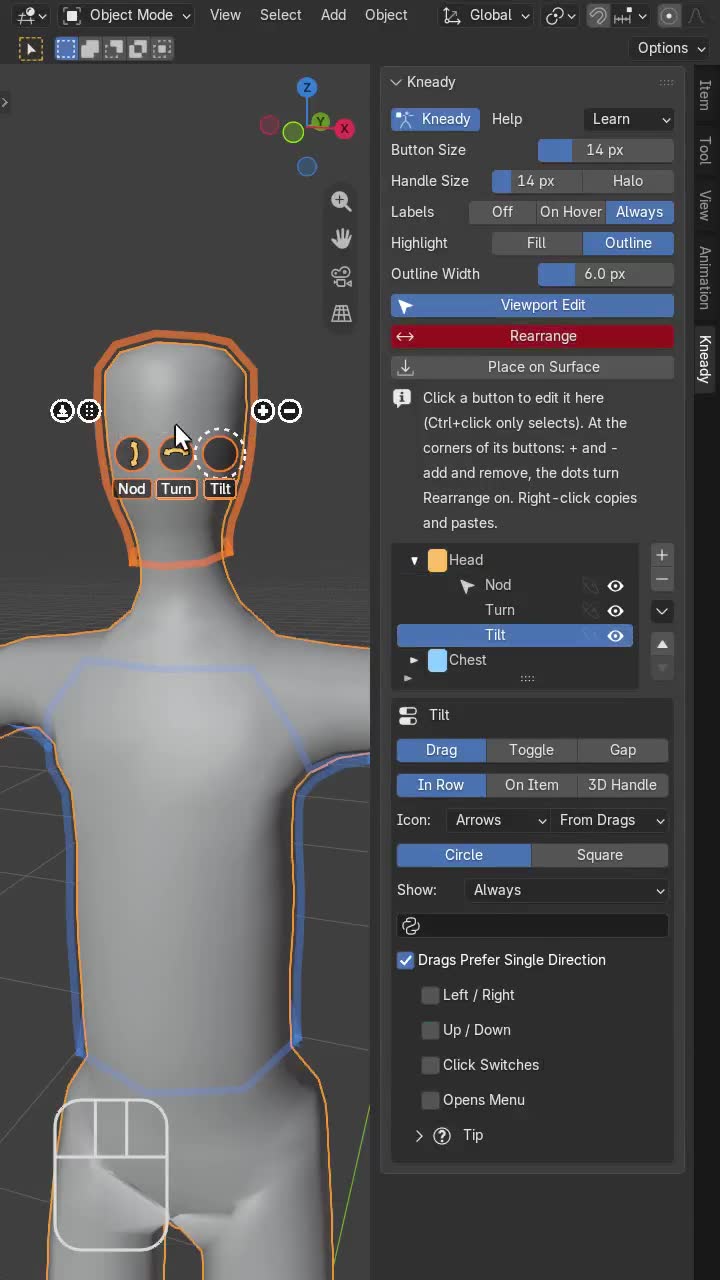 Object Mode
View
Select
Add
Object
Global
Options
Z
Y
X
Item
Tool
View
Animation
Kneady
Kneady
Kneady
Help
Learn
Button Size
14 px
Handle Size
14 px
Halo
Labels
Off
On Hover
Always
Highlight
Fill
Outline
Outline Width
6.0 px
Viewport Edit
Rearrange
Place on Surface
Click a button to edit it here
(Ctrl+click only selects). At the
corners of its buttons: + and -
add and remove, the dots turn
Rearrange on. Right-click copies
and pastes.
Nod
Turn
Tilt
Head
Nod
Turn
Tilt
Chest
Tilt
Drag
Toggle
Gap
In Row
On Item
3D Handle
Icon:
Arrows
From Drags
Circle
Square
Show:
Always
Drags Prefer Single Direction
Left / Right
Up / Down
Click Switches
Opens Menu
Tip